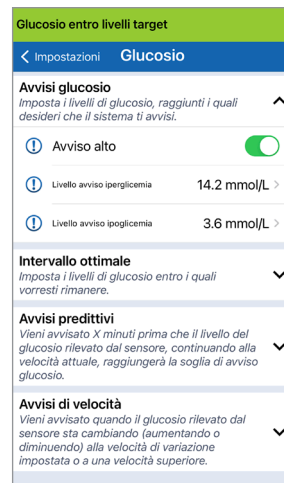 Glucosio entro livelli target
Impostazioni Glucosio
Avvisi glucosio
Imposta i livelli di glucosio, raggiunti i quali
desideri che il sistema ti avvisi.
Avviso alto
Livello avviso iperglicemia 14.2 mmol/L
Livello avviso ipoglicemia 3.6 mmol/L
Intervallo ottimale
Imposta i livelli di glucosio entro i quali
vorresti rimanere.
Avvisi predittivi
Vieni avvisato X minuti prima che il livello del
glucosio rilevato dal sensore, continuando alla
velocità attuale, raggiungerà la soglia di avviso
glucosio.
Avvisi di velocità
Vieni avvisato quando il glucosio rilevato dal
sensore sta cambiando (aumentando o
diminuendo) alla velocità di variazione
impostata o a una velocità superiore.